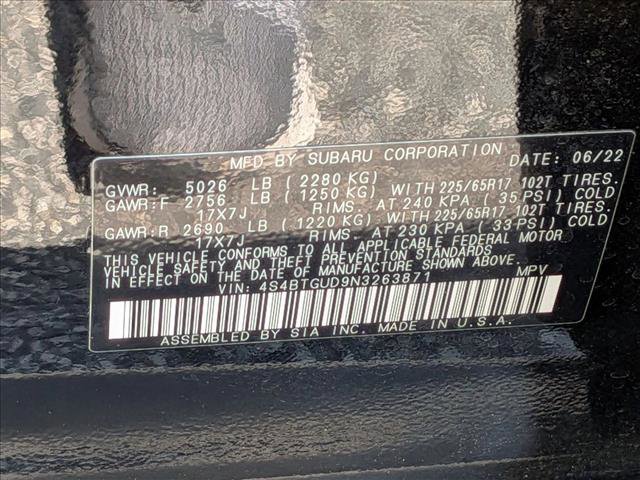 MFD BY SUBARU CORPORATION DATE: 06/22
GVWR: 5026 LB ( 2280 KG)
GAWR:F 2756 LB ( 1250 KG) WITH 225/65R17 102T TIRES.
17X7J RIMS, AT 240 KPA ( 35 PSI) COLD
GAWR:R 2690 LB ( 1220 KG) WITH 225/65R17 102T TIRES.
17X7J RIMS, AT 230 KPA ( 33 PSI) COLD
THIS VEHICLE CONFORMS TO ALL APPLICABLE FEDERAL MOTOR
VEHICLE SAFETY AND THEFT PREVENTION STANDARDS
IN EFFECT ON THE DATE OF MANUFACTURE SHOWN ABOVE.
VIN: 4S4BTGUD9N3263871 MPV
ASSEMBLED BY SIA INC. MADE IN U.S.A.